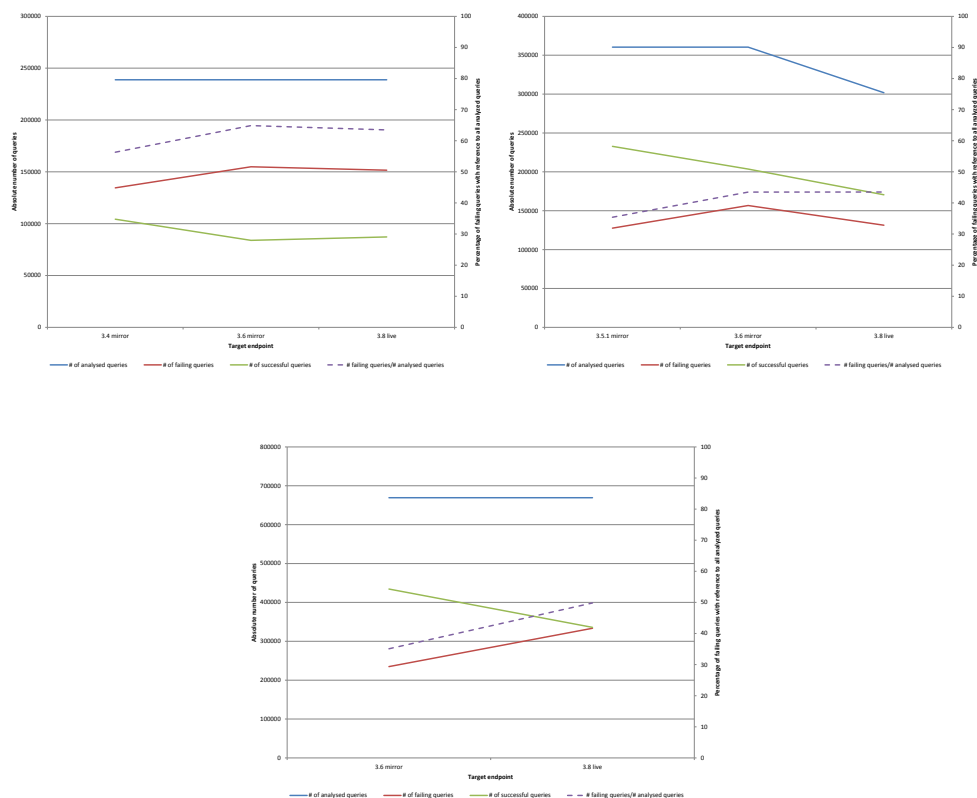 300000
250000
200000
150000
100000
50000
0
Absolute number of queries
100
90
80
70
60
50
40
30
20
10
0
Percentage of failing queries with reference to all analyzed queries
3.4 mirror
3.6 mirror
3.8 live
Target endpoint
# of analysed queries
# of failing queries
# of successful queries
# failing queries/# analysed queries
400000
350000
300000
250000
200000
150000
100000
50000
0
Absolute number of queries
100
90
80
70
60
50
40
30
20
10
0
Percentage of failing queries with reference to all analyzed queries
3.5.1 mirror
3.6 mirror
3.8 live
Target endpoint
# of analysed queries
# of failing queries
# of successful queries
# failing queries/# analysed queries
800000
700000
600000
500000
400000
300000
200000
100000
0
Absolute number of queries
100
90
80
70
60
50
40
30
20
10
0
Percentage of failing queries with reference to all analyzed queries
3.6 mirror
3.8 live
Target endpoint
# of analysed queries
# of failing queries
# of successful queries
# failing queries/# analysed queries